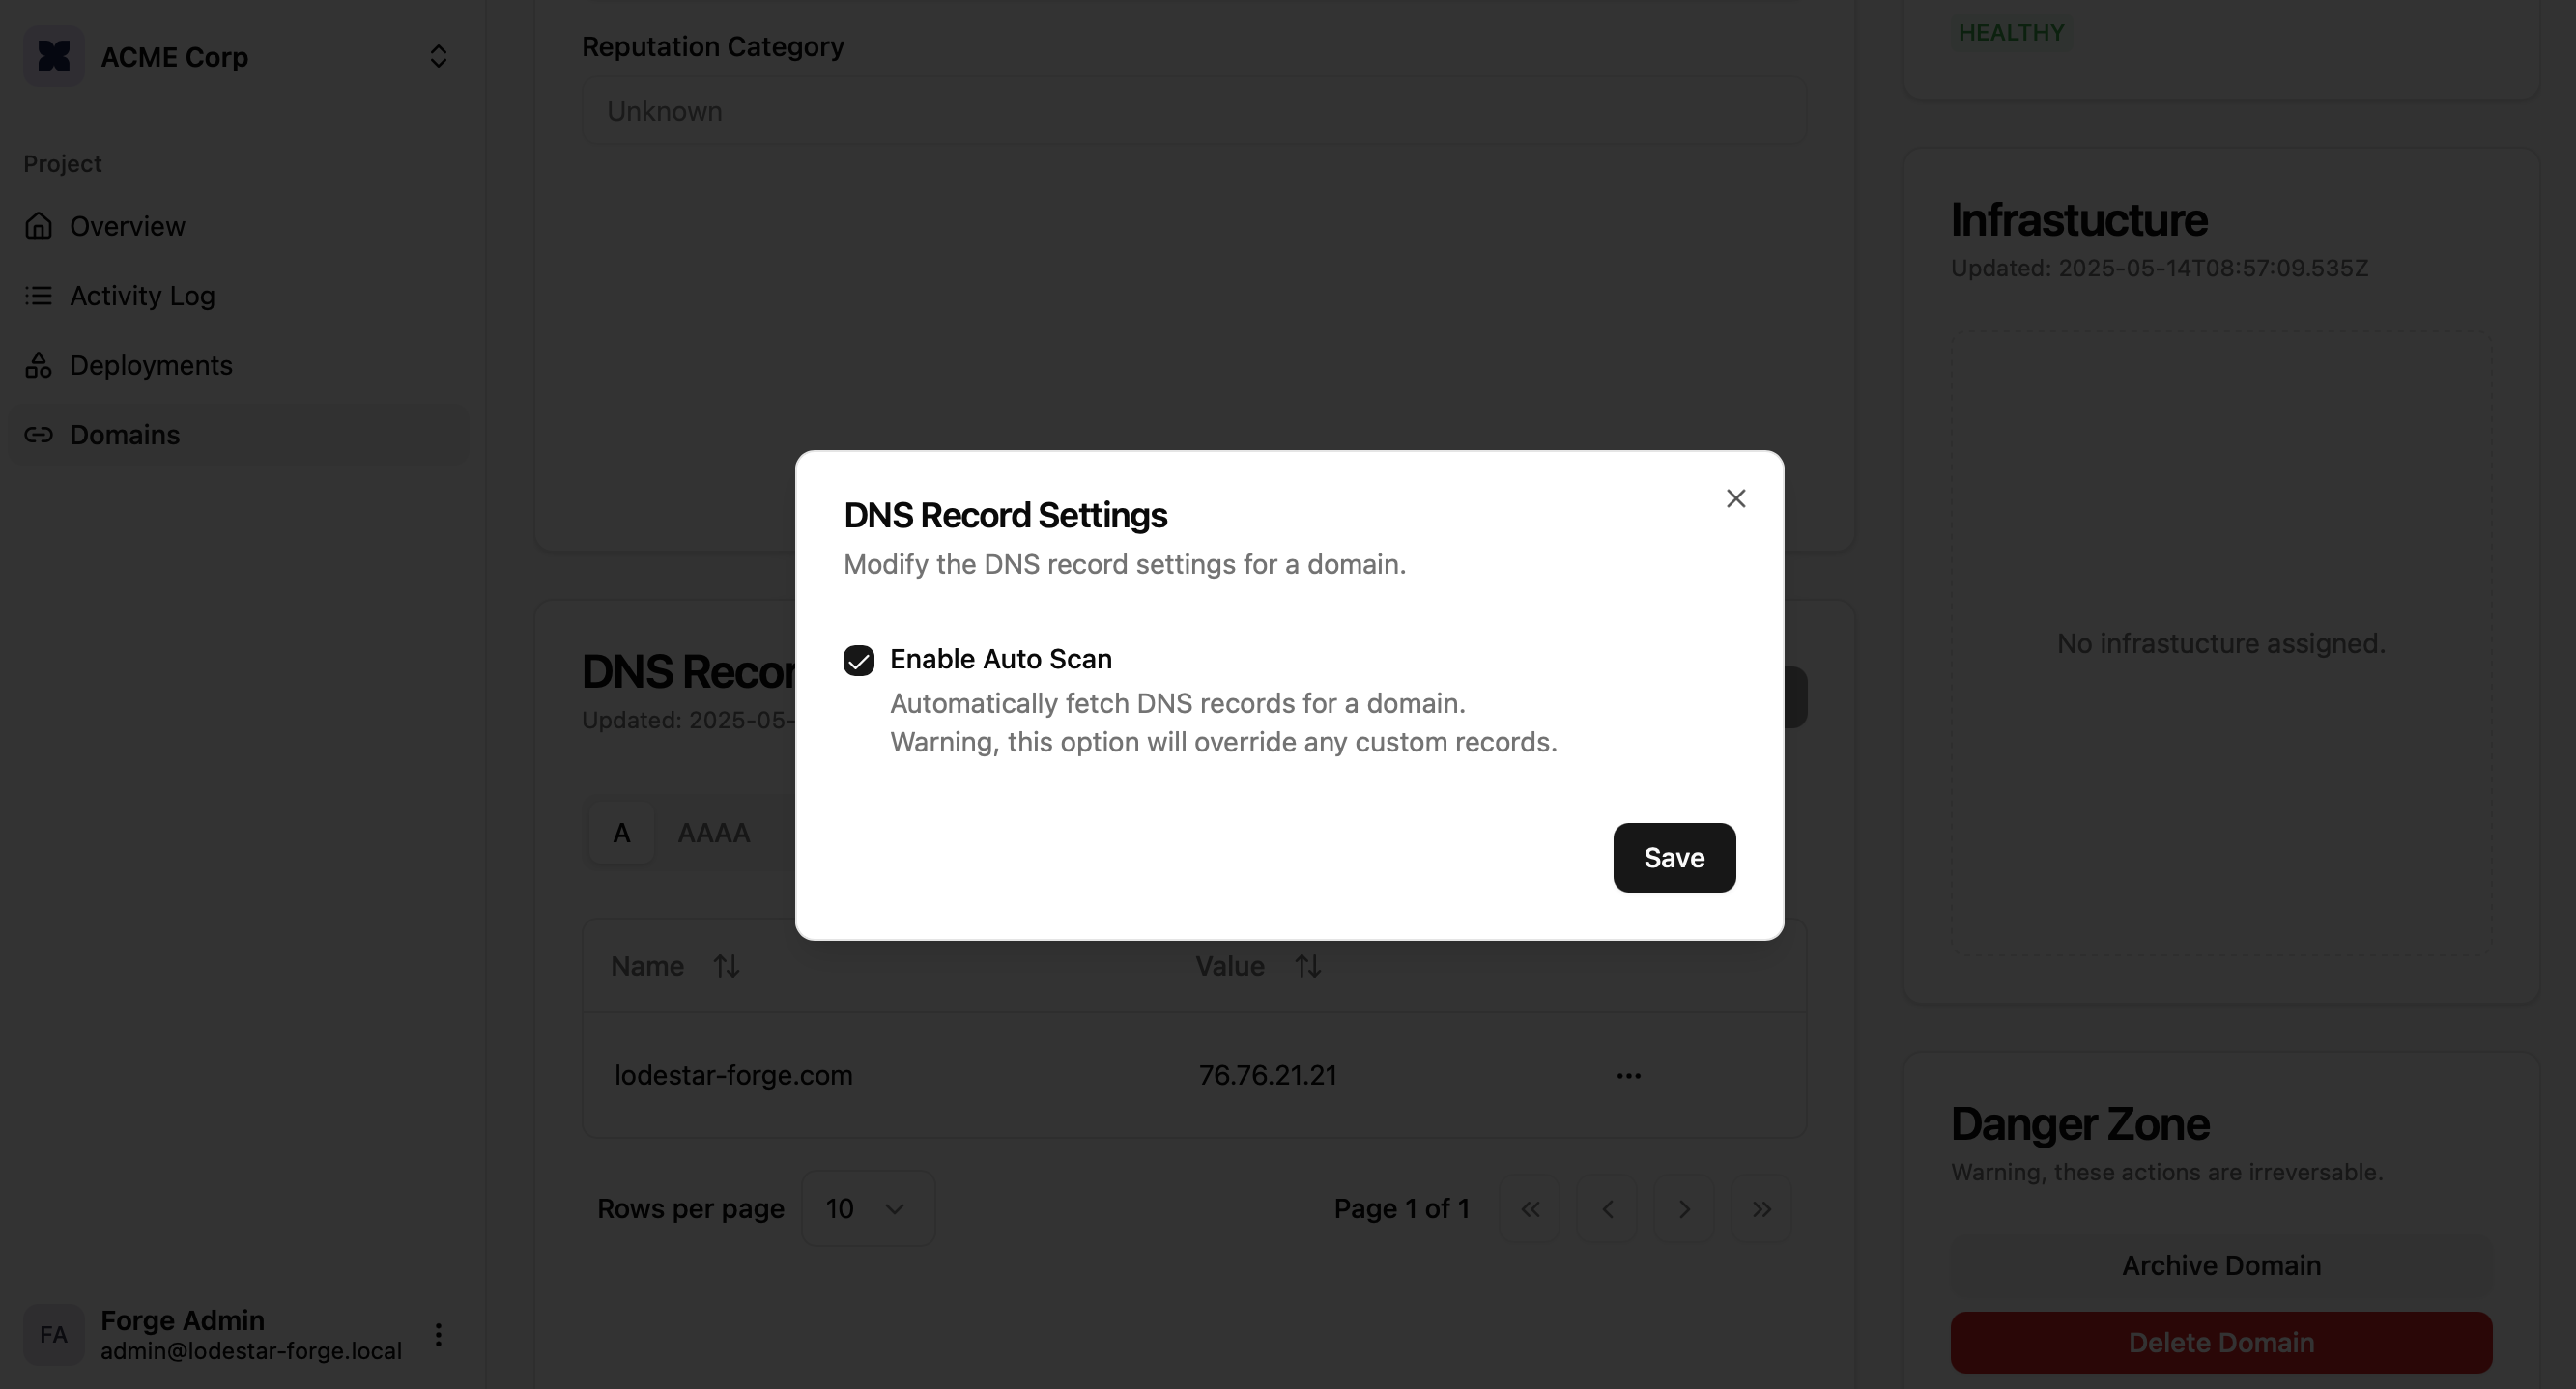 ACME Corp
Project
Overview
Activity Log
Deployments
Domains
FA
Forge Admin
admin@lodestar-forge.local
Reputation Category
Unknown
DNS Recor
Updated: 2025-05-
A
AAAA
Name
Value
lodestar-forge.com
76.76.21.21
Rows per page
10
Page 1 of 1
DNS Record Settings
Modify the DNS record settings for a domain.
Enable Auto Scan
Automatically fetch DNS records for a domain.
Warning, this option will override any custom records.
Save
HEALTHY
Infrastucture
Updated: 2025-05-14T08:57:09.535Z
No infrastucture assigned.
Danger Zone
Warning, these actions are irreversable.
Archive Domain
Delete Domain